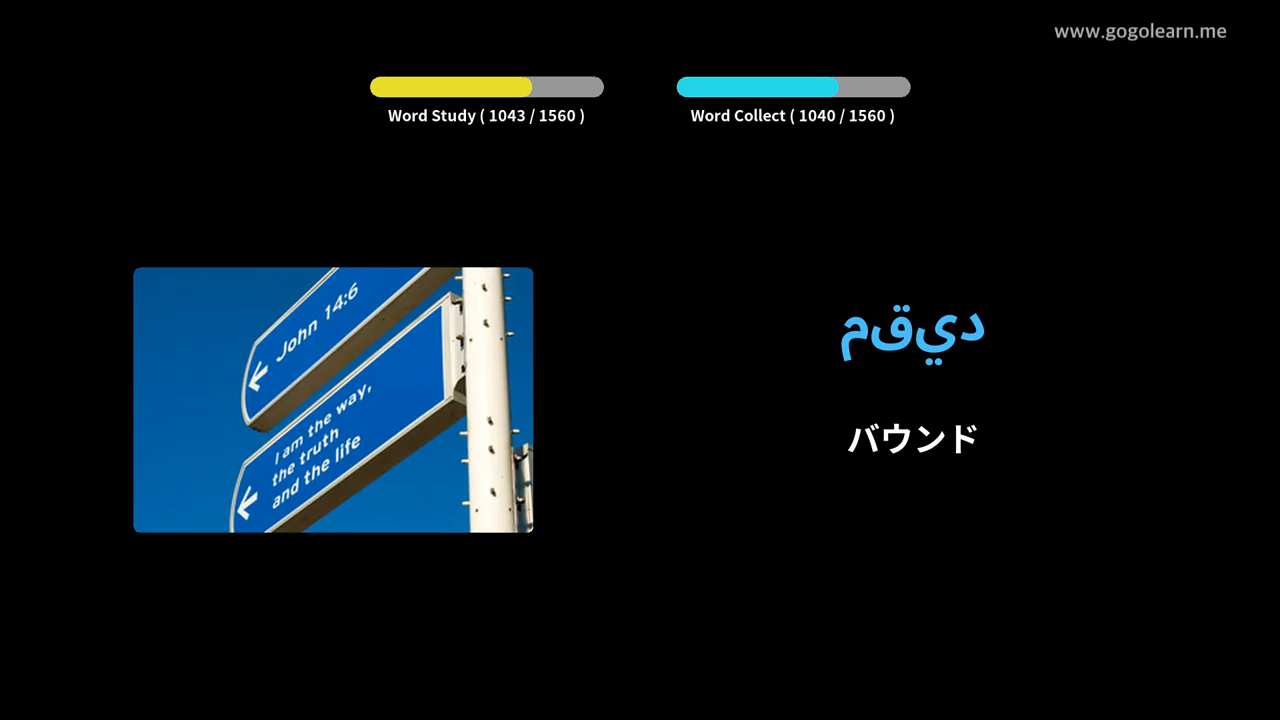 www.gogolearn.me
Word Study ( 1043 / 1560 )
Word Collect ( 1040 / 1560 )
John 14:6
I am the way,
the truth
and the life
ديقم
バウンド